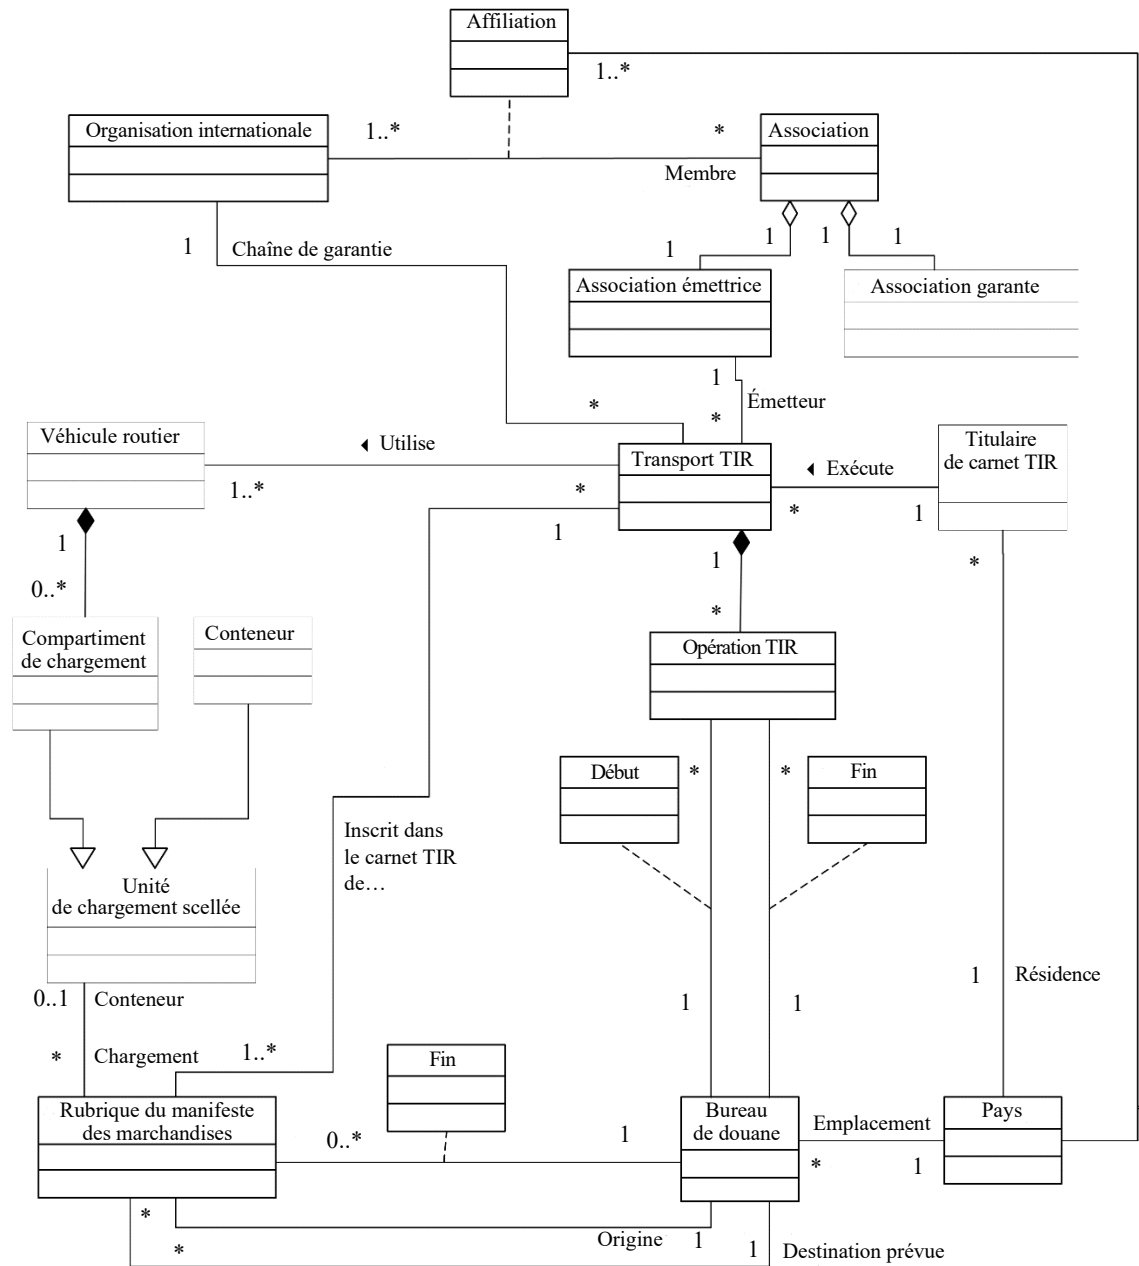 Affiliation
1..*
Organisation internationale
1..*
*
Association
Membre
1
Chaîne de garantie
1
1
1
1
Association émettrice
Association garante
1
Émetteur
*
*
Véhicule routier
Utilise
1..*
*
Transport TIR
Exécute
*
1
Titulaire
de carnet TIR
1
1
1
*
0..*
*
Compartiment
de chargement
Conteneur
Opération TIR
Début
*
*
Fin
Inscrit dans
le carnet TIR
de…
Unité
de chargement scellée
0..1
Conteneur
1
1
1
Résidence
*
Chargement
1..*
Fin
Rubrique du manifeste
des marchandises
0..*
1
Bureau
de douane
Emplacement
*
1
Pays
*
*
Origine
1
1
Destination prévue